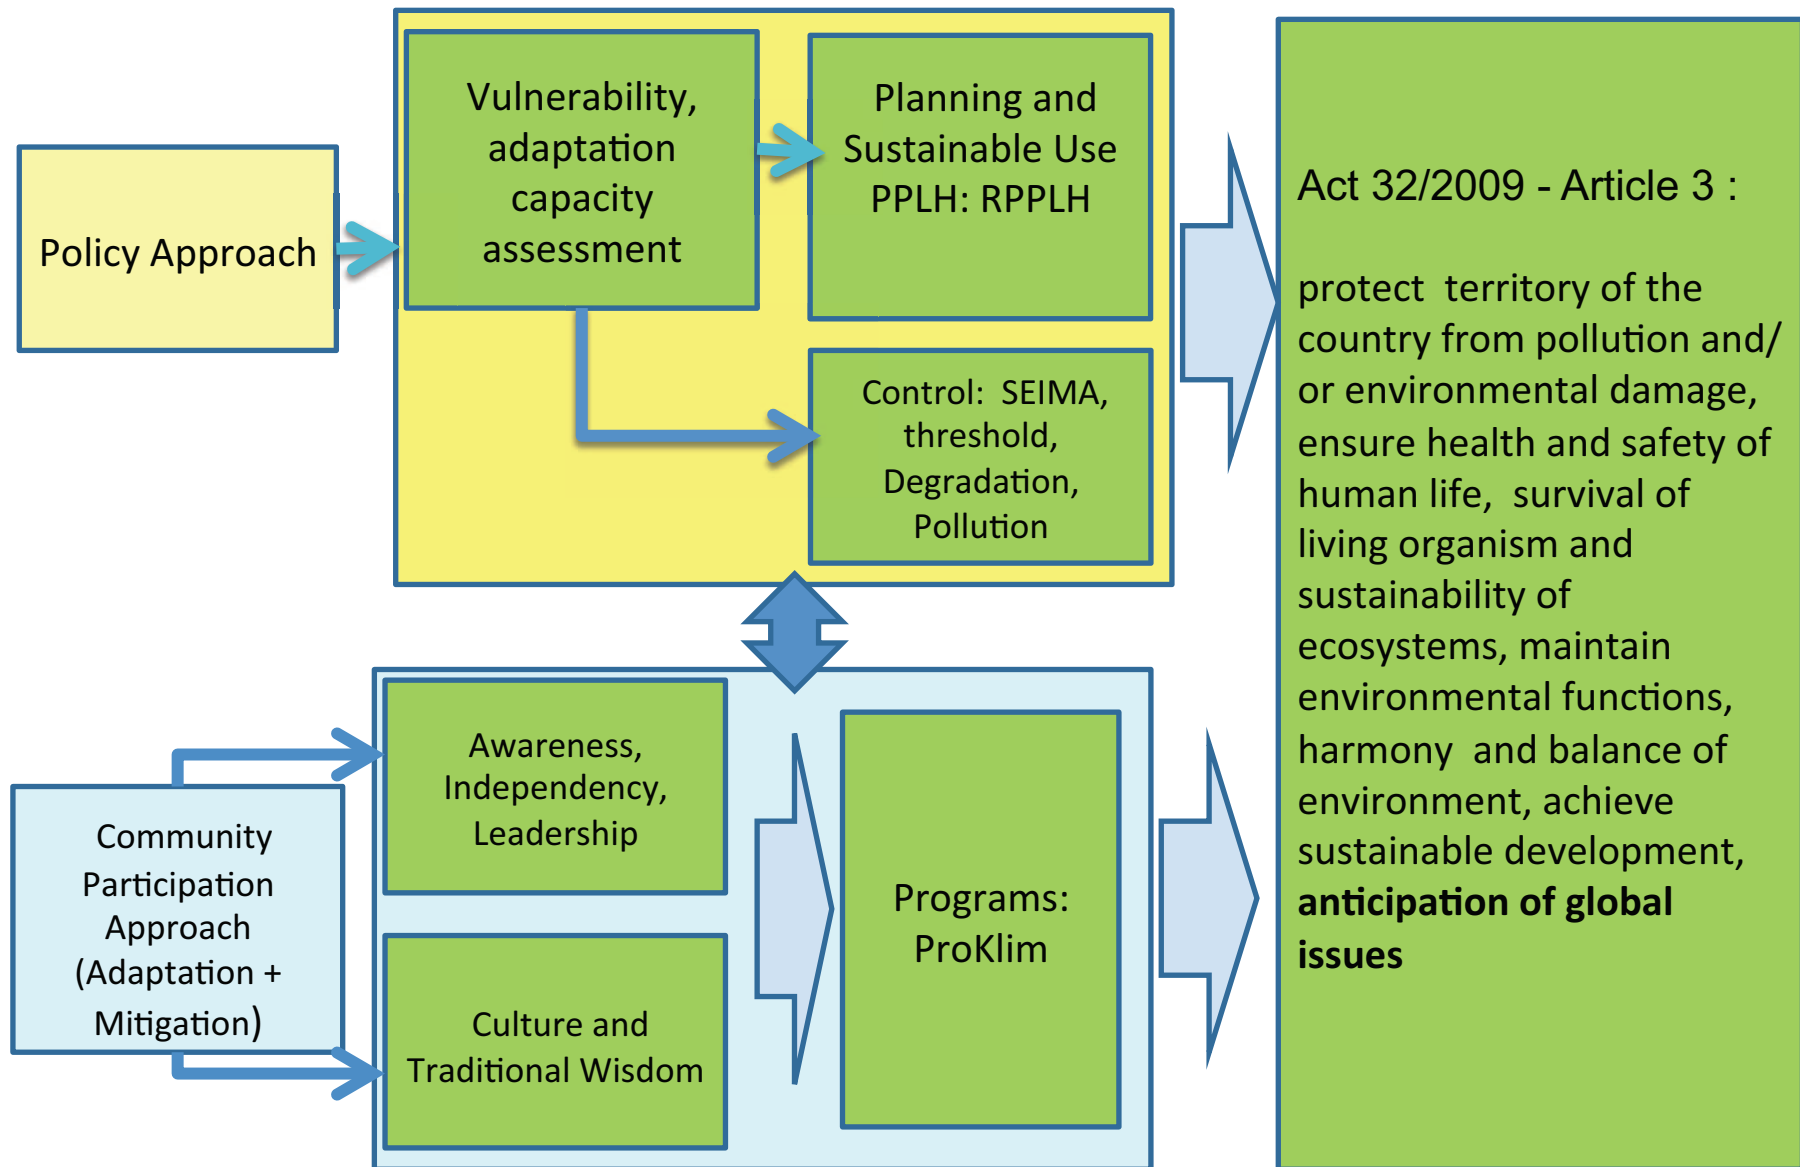 Policy Approach
Vulnerability,
adaptation
capacity
assessment
Planning and
Sustainable Use
PPLH: RPPLH
Control: SEIMA,
threshold,
Degradation,
Pollution
Community
Participation
Approach
(Adaptation +
Mitigation)
Awareness,
Independency,
Leadership
Culture and
Traditional Wisdom
Programs:
ProKlim
Act 32/2009 - Article 3 :
protect territory of the
country from pollution and/
or environmental damage,
ensure health and safety of
human life, survival of
living organism and
sustainability of
ecosystems, maintain
environmental functions,
harmony and balance of
environment, achieve
sustainable development,
anticipation of global
issues